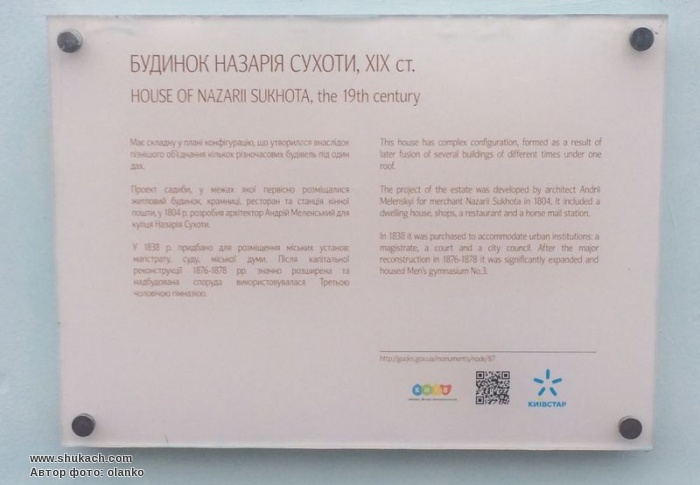 БУДИНОК НАЗАРІЯ СУХОТИ, XIX ст.
HOUSE OF NAZARII SUKHOTA, the 19th century
Має складну у плані конфігурацію, що утворилося внаслідок
пізнішого об'єднання кількох різночасових будівель під один
дах.
Проект садиби, у межах якої первісно розміщалися
житловий будинок, крамниці, ресторан та станція кінної
пошти, у 1804 р. розробив архітектор Андрій Меленський для
купця Назарія Сухоти.
У 1838 р. придбано для розміщення міських установ:
магістрату, суду, міської думи. Після капітальної
реконструкції 1876-1878 рр. значно розширена та
надбудована споруда використовувалася Третьою
чоловічою гімназією.
This house has complex configuration, formed as a result of
later fusion of several buildings of different times under one
roof.
The project of the estate was developed by architect Andrii
Melenskyi for merchant Nazarii Sukhota in 1804. It included a
dwelling house, shops, a restaurant and a horse mail station.
In 1838 it was purchased to accommodate urban institutions: a
magistrate, a court and a city council. After the major
reconstruction in 1876-1878 it was significantly expanded and
housed Men's gymnasium No.3.
КИЇВСТАР
www.shukach.com
Автор фото: olanko